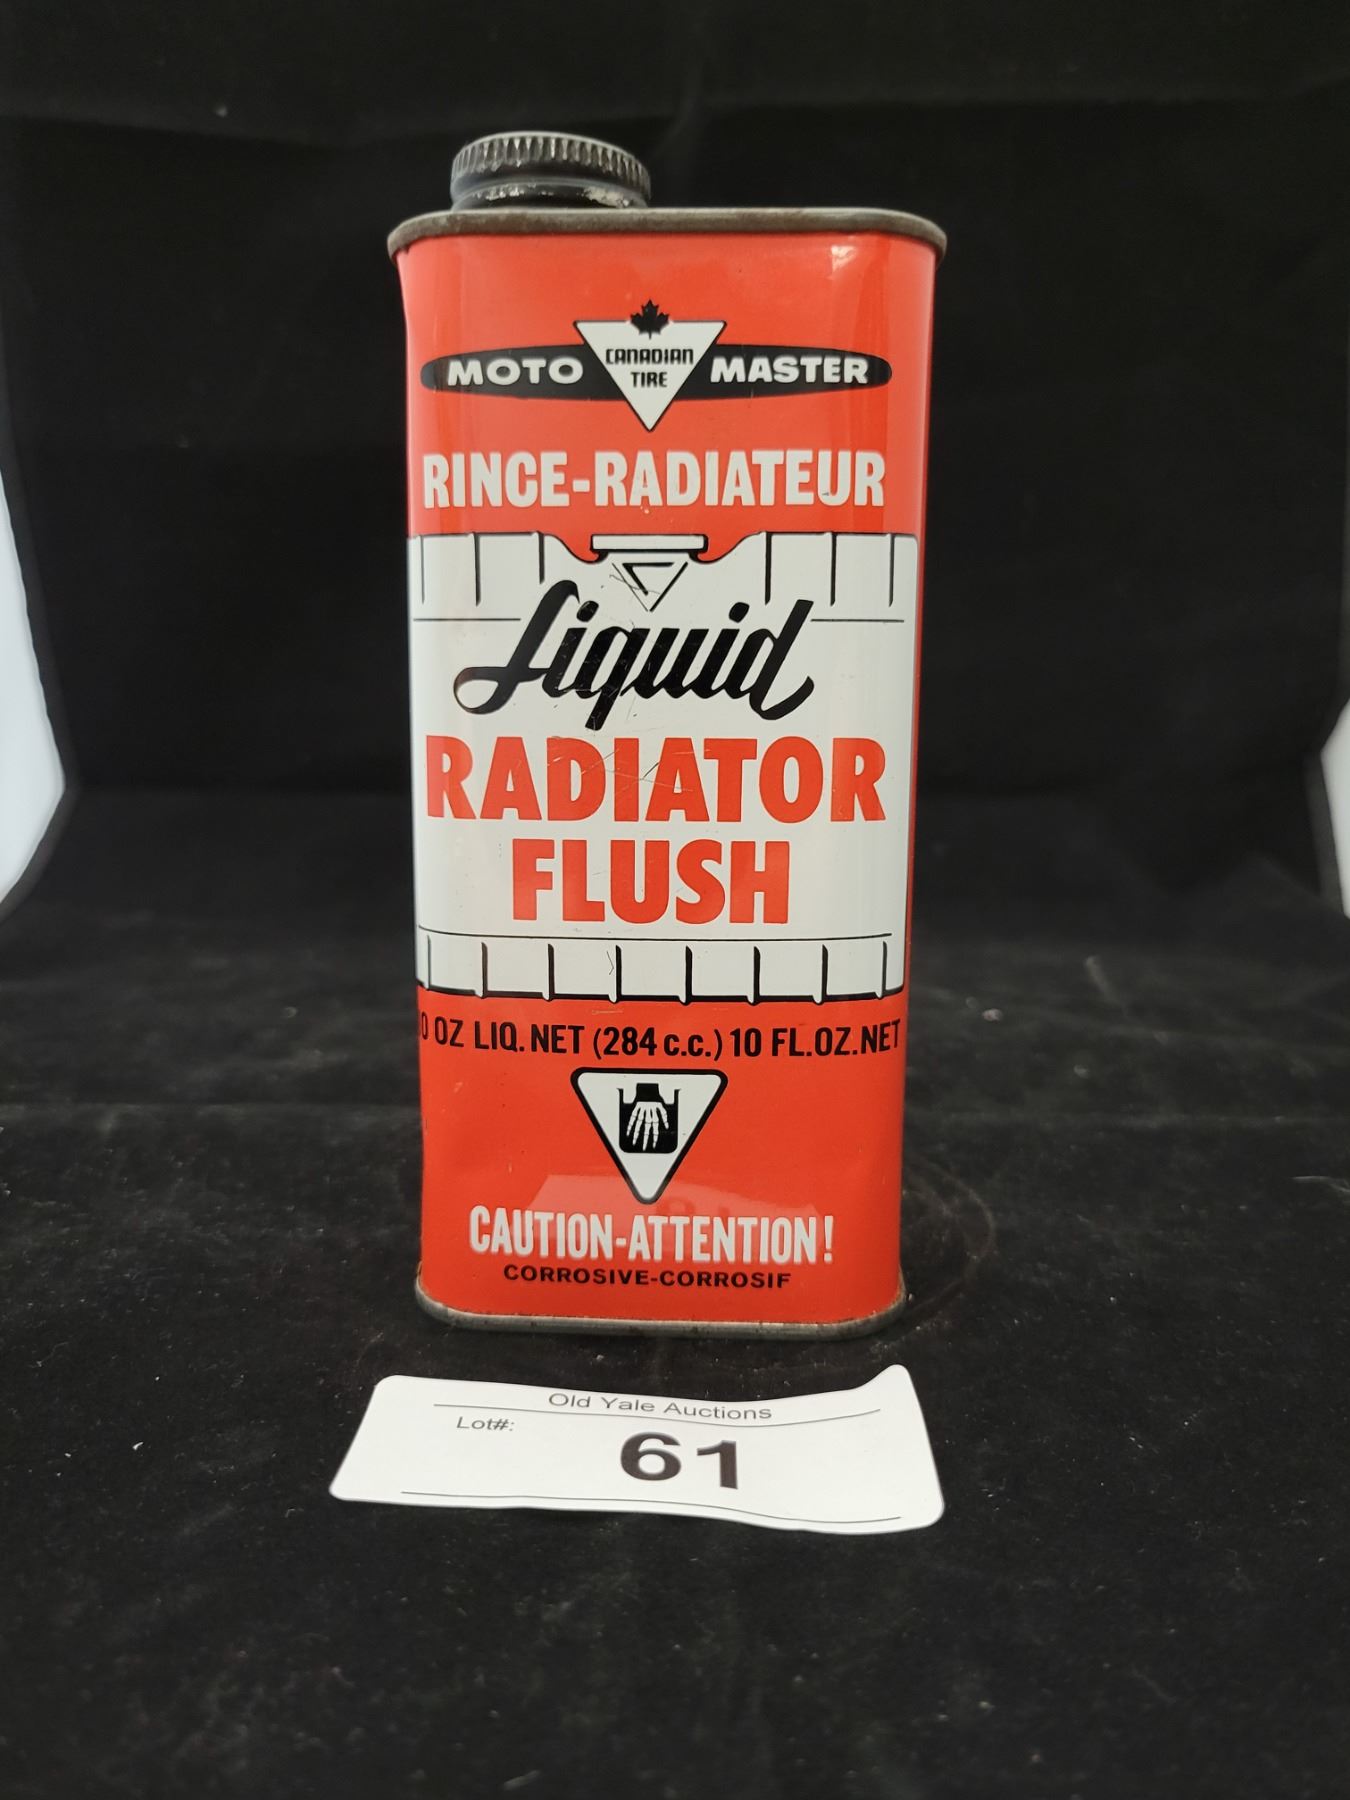 MOTO CANADIAN TIRE MASTER
RINCE-RADIATEUR
Liquid
RADIATOR
FLUSH
0 OZ LIQ. NET (284 c.c.) 10 FL.OZ.NET
CAUTION-ATTENTION!
CORROSIVE-CORROSIF
Old Yale Auctions
Lot#:
61